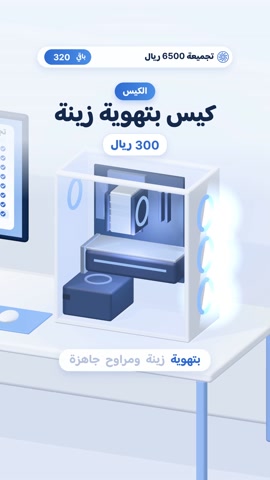 تجميعة 6500 ريال
باقي 320
الكيس
كيس بتهوية زينة
300 ريال
بتهوية زينة ومراوح جاهزة